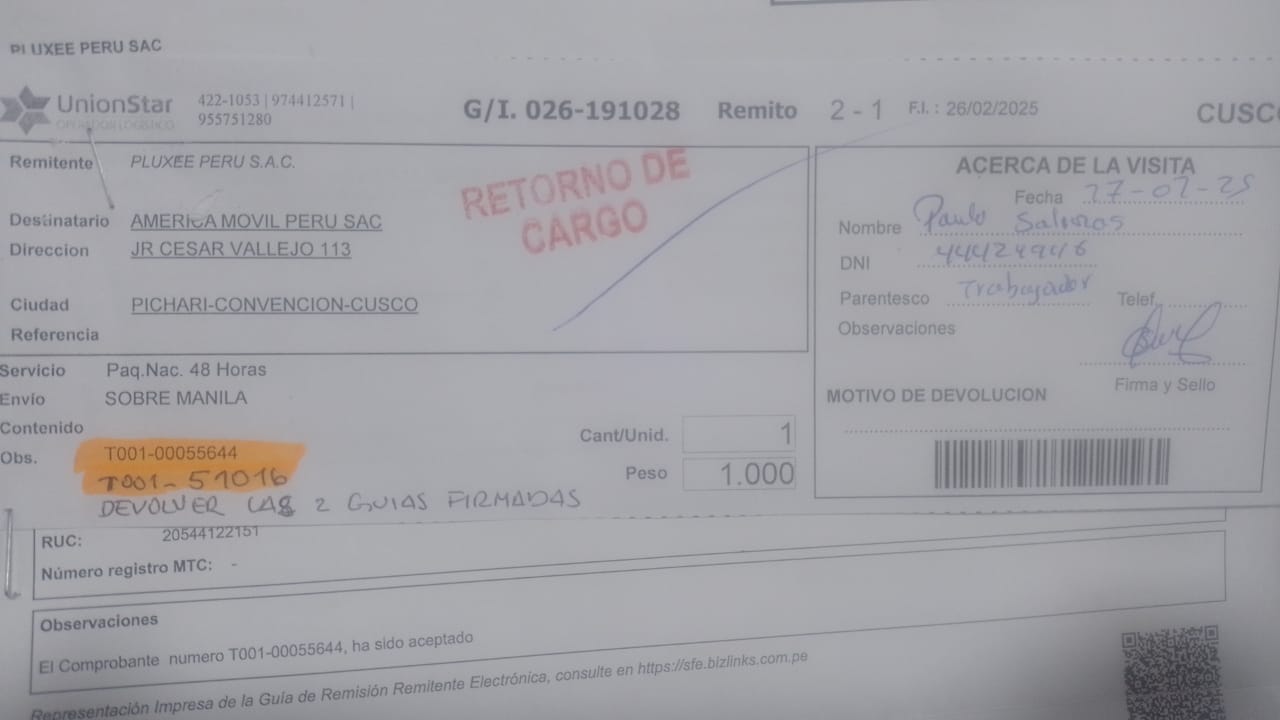 PLUXEE PERU SAC
UnionStar
OPERADOR LOGISTICO
422-1053 | 974412571 |
955751280
G/I. 026-191028
Remito 2 - 1
F.I. : 26/02/2025
CUSCO
Remitente PLUXEE PERU S.A.C.
RETORNO DE
CARGO
Destinatario AMERICA MOVIL PERU SAC
Direccion JR CESAR VALLEJO 113
Ciudad PICHARI-CONVENCION-CUSCO
Referencia
ACERCA DE LA VISITA
Fecha 27-02-25
Nombre Paulo
DNI 44424946
Parentesco Trabajador Telef.
Observaciones
Firma y Sello
MOTIVO DE DEVOLUCION
Servicio Paq.Nac. 48 Horas
Envío SOBRE MANILA
Contenido
Cant/Unid. 1
Obs. T001-00055644
Peso 1.000
T001-51016
DEVOLVER LAS 2 GUIAS FIRMADAS
RUC: 20544122151
Número registro MTC: -
Observaciones
El Comprobante numero T001-00055644, ha sido aceptado
Representación Impresa de la Guía de Remisión Remitente Electrónica, consulte en https://sfe.bizlinks.com.pe